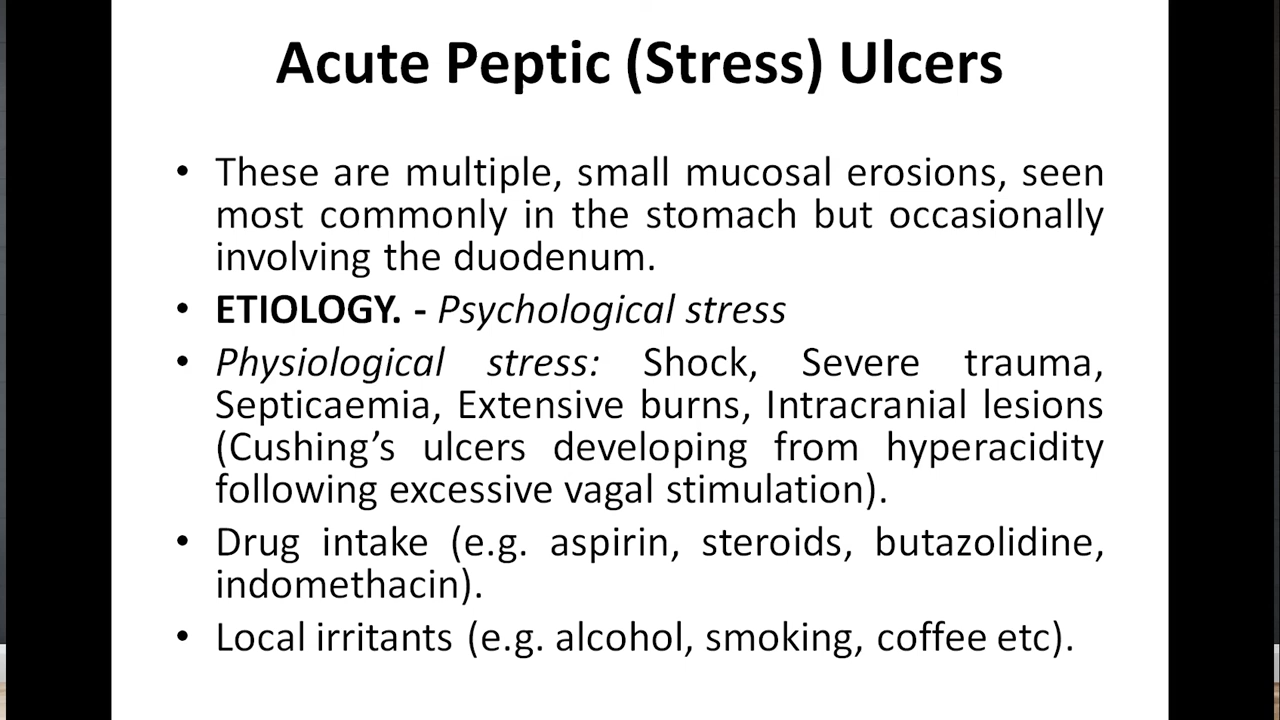 Acute Peptic (Stress) Ulcers
• These are multiple, small mucosal erosions, seen
most commonly in the stomach but occasionally
involving the duodenum.
• ETIOLOGY. - Psychological stress
• Physiological stress: Shock, Severe trauma,
Septicaemia, Extensive burns, Intracranial lesions
(Cushing’s ulcers developing from hyperacidity
following excessive vagal stimulation).
• Drug intake (e.g. aspirin, steroids, butazolidine,
indomethacin).
• Local irritants (e.g. alcohol, smoking, coffee etc).